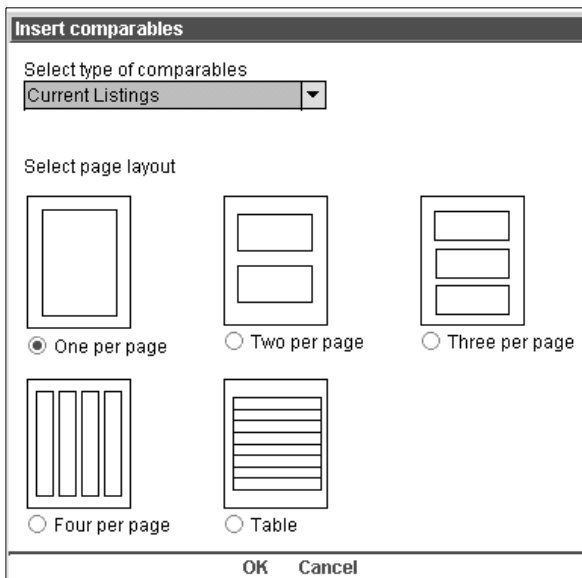 Insert comparables
Select type of comparables
Current Listings
Select page layout
One per page
Two per page
Three per page
Four per page
Table
OK Cancel